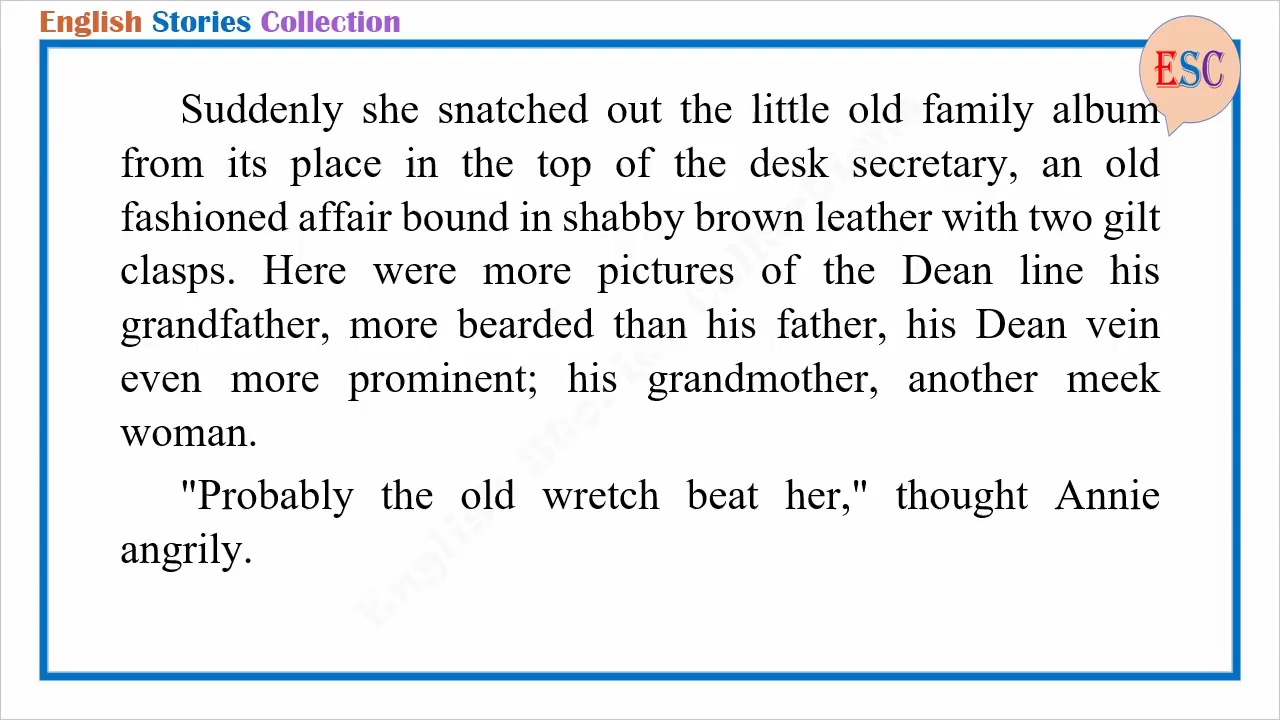 English Stories Collection
ESC
Suddenly she snatched out the little old family album
from its place in the top of the desk secretary, an old
fashioned affair bound in shabby brown leather with two gilt
clasps. Here were more pictures of the Dean line his
grandfather, more bearded than his father, his Dean vein
even more prominent; his grandmother, another meek
woman.
"Probably the old wretch beat her," thought Annie
angrily.
English Stories Collection